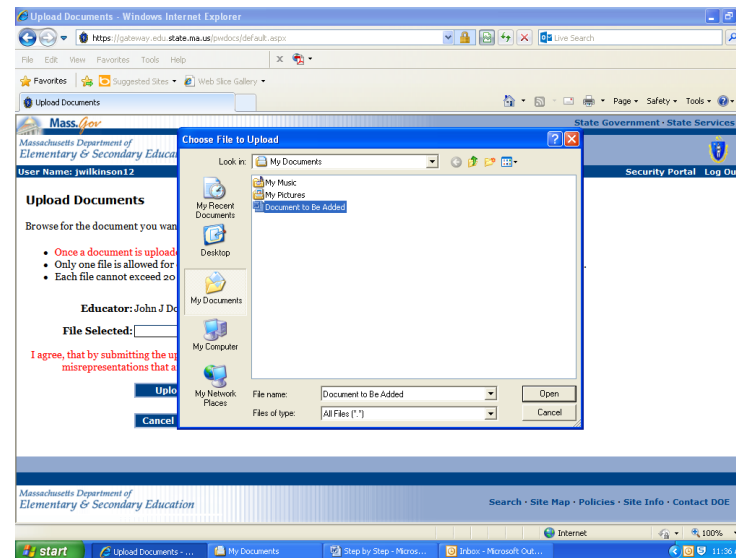 Upload Documents - Windows Internet Explorer
https://gateway.edu.state.ma.us/pwdocs/default.aspx
Live Search
File Edit View Favorites Tools Help
Favorites Suggested Sites Web Slice Gallery
Upload Documents
Page Safety Tools
Mass.Gov
State Government · State Services
Massachusetts Department of
Elementary & Secondary Educa
User Name: jwilkinson12
Security Portal Log Ou
Upload Documents
Browse for the document you wan
Once a document is upload
Only one file is allowed for
Each file cannot exceed 20
Educator: John J Do
File Selected:
I agree, that by submitting the up
misrepresentations that a
Uplo
Cancel
Choose File to Upload
Look in: My Documents
My Recent Documents
Desktop
My Documents
My Computer
My Network Places
My Music
My Pictures
Document to Be Added
File name: Document to Be Added Open
Files of type: All Files (*.*) Cancel
Massachusetts Department of
Elementary & Secondary Education
Search · Site Map · Policies · Site Info · Contact DOE
Internet 100%
start Upload Documents - ... My Documents Step by Step - Micros... Inbox - Microsoft Out... 11:36